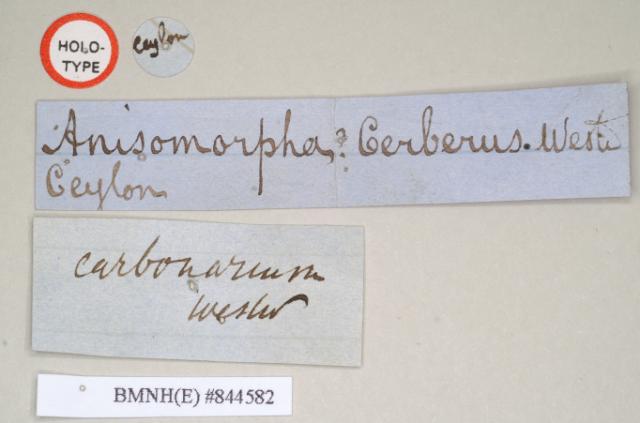 HOLO-
TYPE
Ceylon
Anisomorpha? Cerberus. Westw
Ceylon
carbonarium
Westw
BMNH(E) #844582